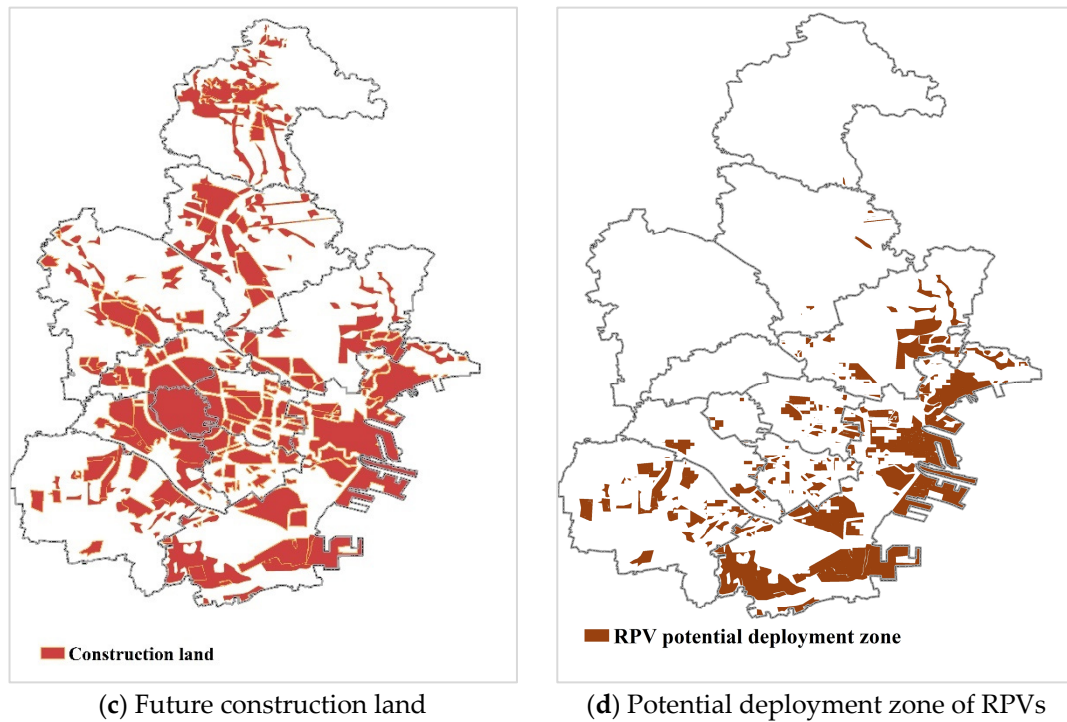 Construction land
RPV potential deployment zone
(c) Future construction land
(d) Potential deployment zone of RPVs